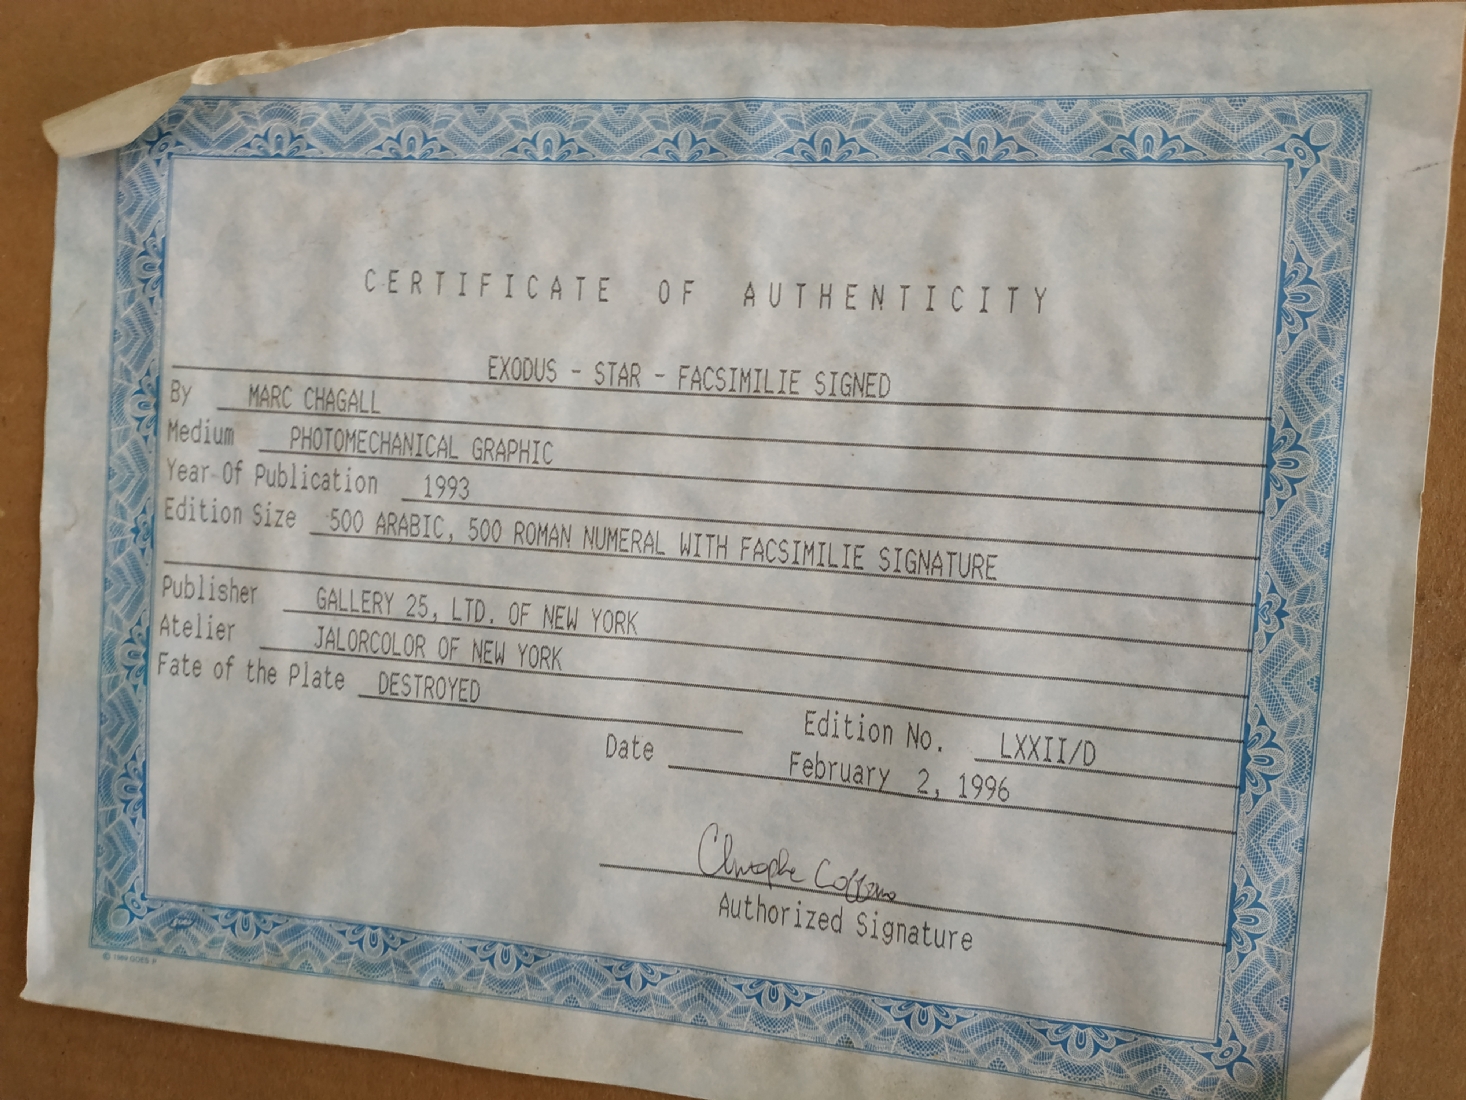 CERTIFICATE OF AUTHENTICITY
EXODUS - STAR - FACSIMILIE SIGNED
By MARC CHAGALL
Medium PHOTOMECHANICAL GRAPHIC
Year Of Publication 1993
Edition Size 500 ARABIC, 500 ROMAN NUMERAL WITH FACSIMILIE SIGNATURE
Publisher GALLERY 25, LTD. OF NEW YORK
Atelier JALORCOLOR OF NEW YORK
Fate of the Plate DESTROYED
Edition No. LXXII/D
Date February 2, 1996
Authorized Signature